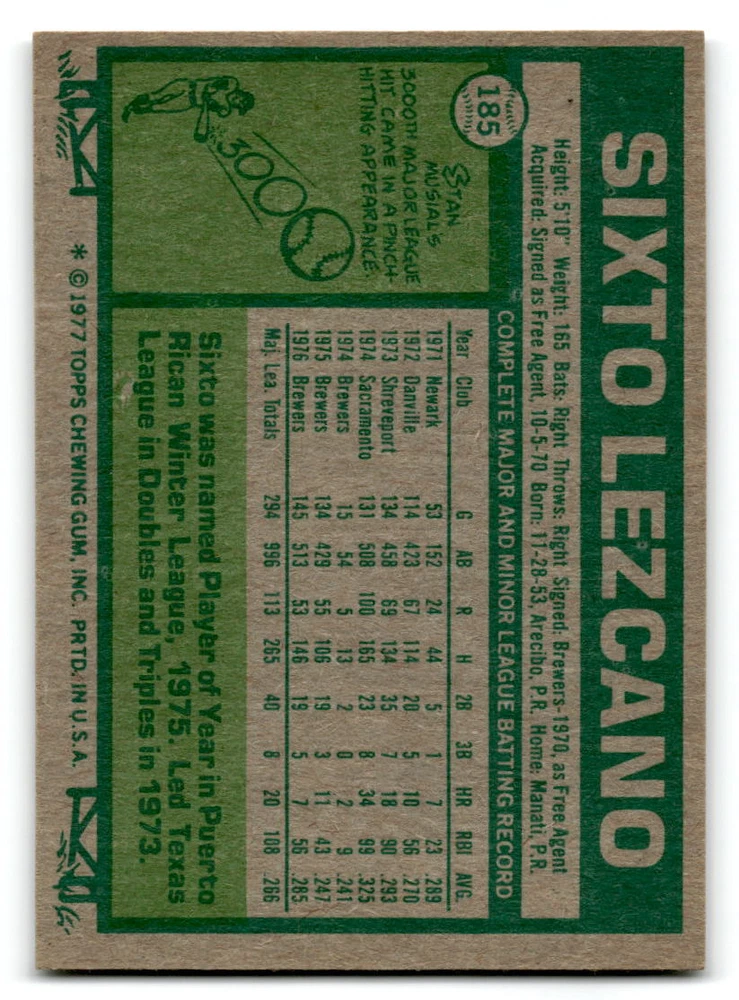 185
SIXTO LEZCANO
Height: 5'10" Weight: 165 Bats: Right Throws: Right Signed: Brewers-1970, as Free Agent
Acquired: Signed as Free Agent, 10-5-70 Born: 11-28-53, Arecibo, P.R. Home: Manati, P.R.
COMPLETE MAJOR AND MINOR LEAGUE BATTING RECORD
Year Club G AB R H 2B 3B HR RBI AVG.
1971 Newark 53 152 24 44 5 1 7 23 .289
1972 Danville 114 423 67 114 20 5 10 56 .270
1973 Shreveport 134 458 69 134 35 7 18 90 .293
1974 Sacramento 131 508 100 165 23 8 34 99 .325
1974 Brewers 15 54 5 13 2 0 2 9 .241
1975 Brewers 134 429 55 106 19 3 11 43 .247
1976 Brewers 145 513 53 146 19 5 7 56 .285
Maj. Lea. Totals 294 996 113 265 40 8 20 108 .266
STAN
MUSIAL'S
3000TH MAJOR LEAGUE
HIT CAME IN A PINCH-
HITTING APPEARANCE.
3000
Sixto was named Player of Year in Puerto
Rican Winter League, 1975. Led Texas
League in Doubles and Triples in 1973.
* © 1977 TOPPS CHEWING GUM, INC. PRTD. IN U.S.A.